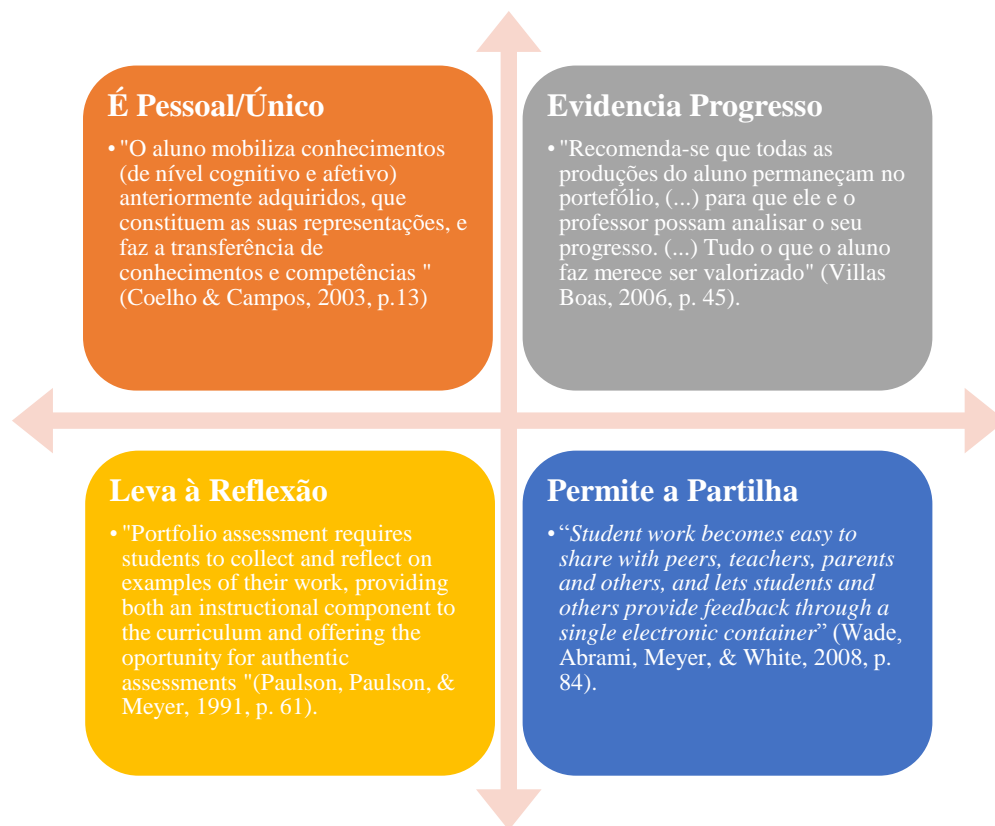 É Pessoal/Único
• "O aluno mobiliza conhecimentos
(de nível cognitivo e afetivo)
anteriormente adquiridos, que
constituem as suas representações, e
faz a transferência de
conhecimentos e competências "
(Coelho & Campos, 2003, p.13)
Evidencia Progresso
• "Recomenda-se que todas as
produções do aluno permaneçam no
portefólio, (...) para que ele e o
professor possam analisar o seu
progresso. (...) Tudo o que o aluno
faz merece ser valorizado" (Villas
Boas, 2006, p. 45).
Leva à Reflexão
• "Portfolio assessment requires
students to collect and reflect on
examples of their work, providing
both an instructional component to
the curriculum and offering the
oportunity for authentic
assessments "(Paulson, Paulson, &
Meyer, 1991, p. 61).
Permite a Partilha
• “Student work becomes easy to
share with peers, teachers, parents
and others, and lets students and
others provide feedback through a
single electronic container” (Wade,
Abrami, Meyer, & White, 2008, p.
84).